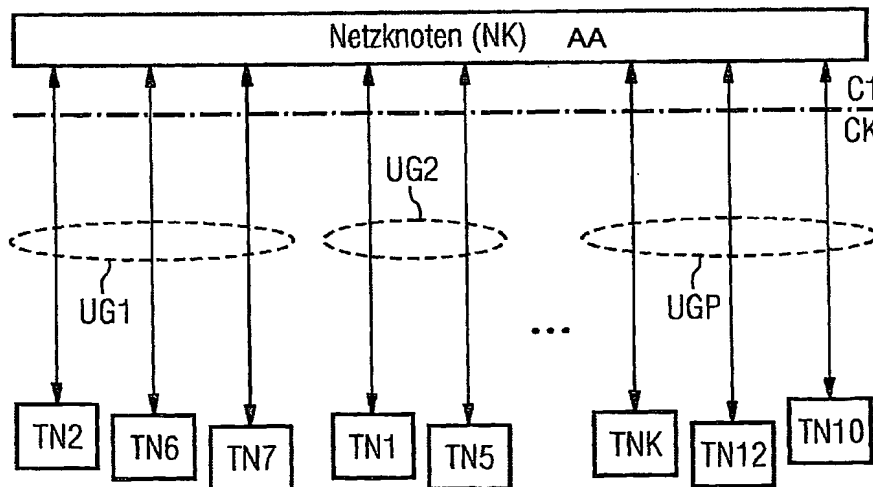 Netzknoten (NK) AA
C1
CK
UG2
UG1
UGP
...
TN2 TN6 TN7 TN1 TN5 TNK TN12 TN10